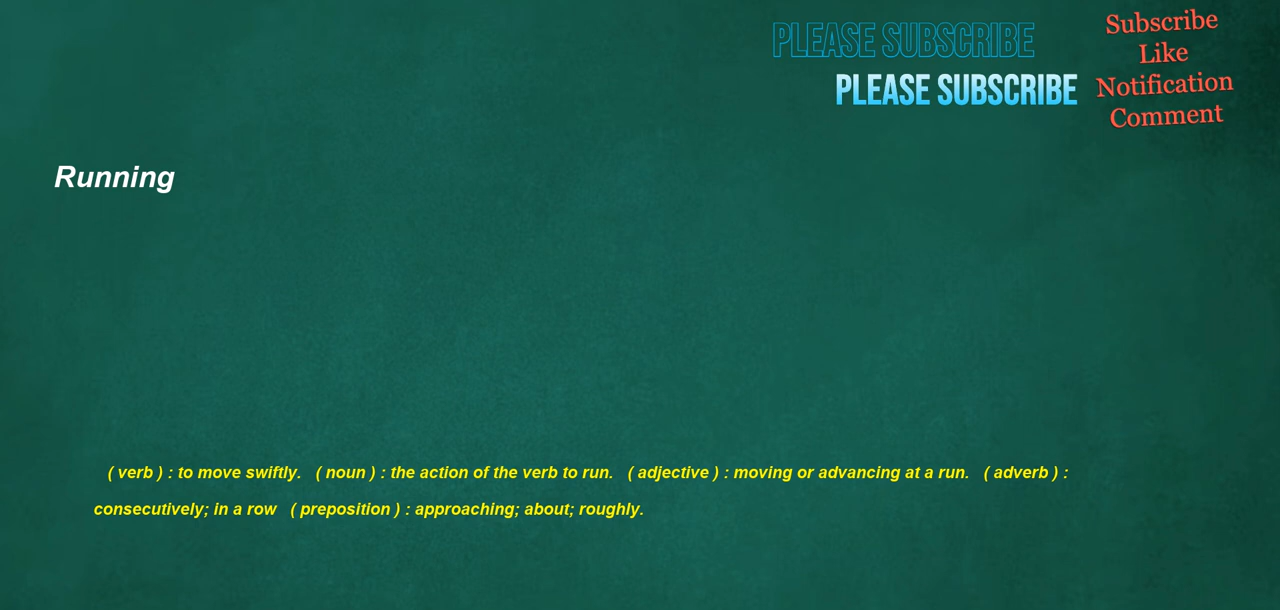 PLEASE SUBSCRIBE
PLEASE SUBSCRIBE
Subscribe
Like
Notification
Comment
Running
( verb ) : to move swiftly. ( noun ) : the action of the verb to run. ( adjective ) : moving or advancing at a run. ( adverb ) :
consecutively; in a row ( preposition ) : approaching; about; roughly.